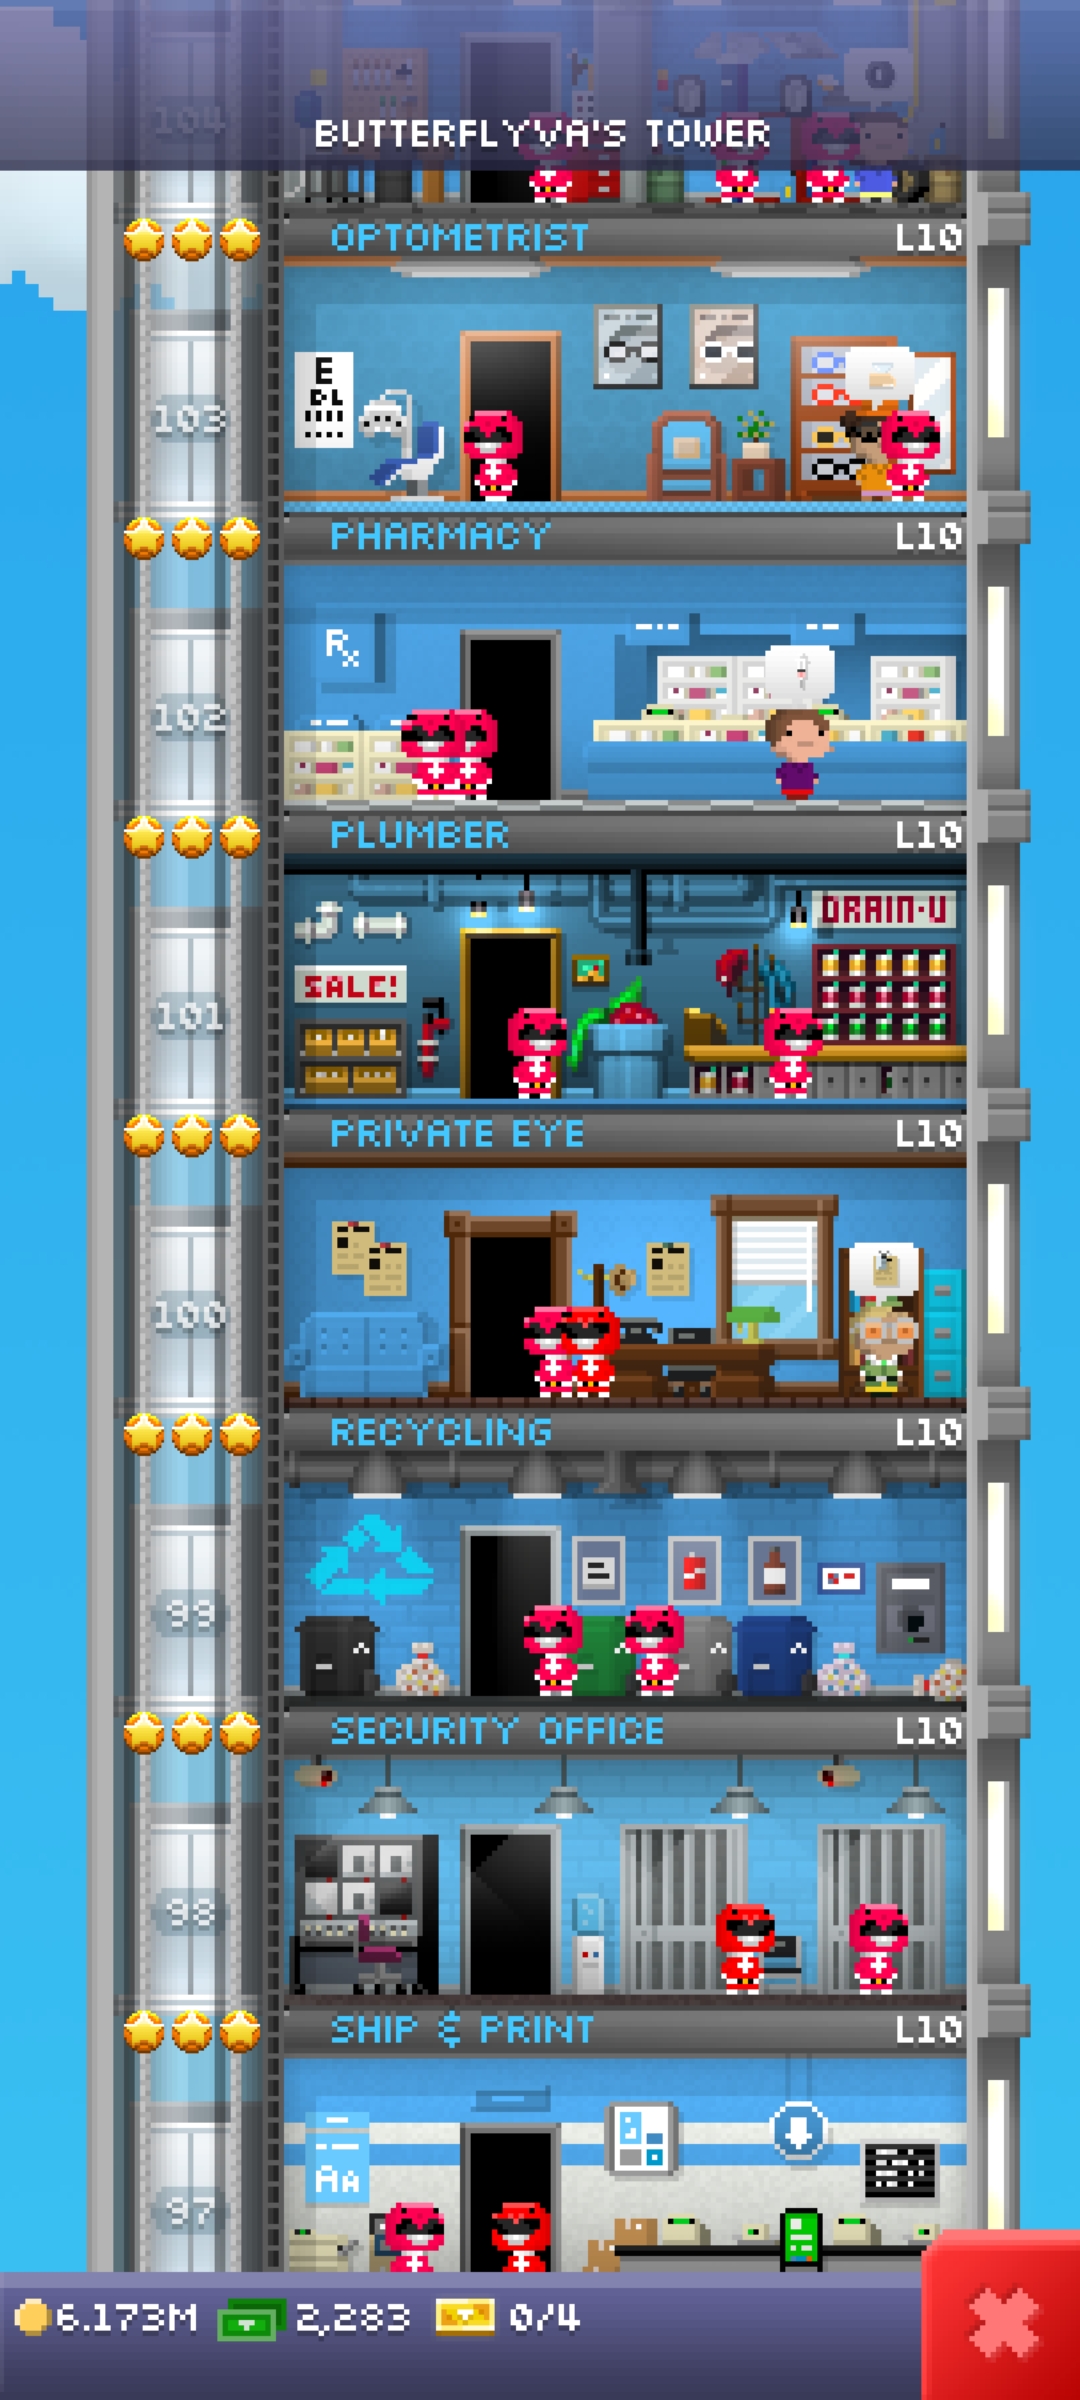 104
BUTTERFLYVA'S TOWER
OPTOMETRIST L10
E
DL
103
PHARMACY L10
Rx
102
PLUMBER L10
DRAIN-U
SALE!
101
PRIVATE EYE L10
100
RECYCLING L10
99
SECURITY OFFICE L10
98
SHIP & PRINT L10
AA
97
6.173M 2,283 0/4